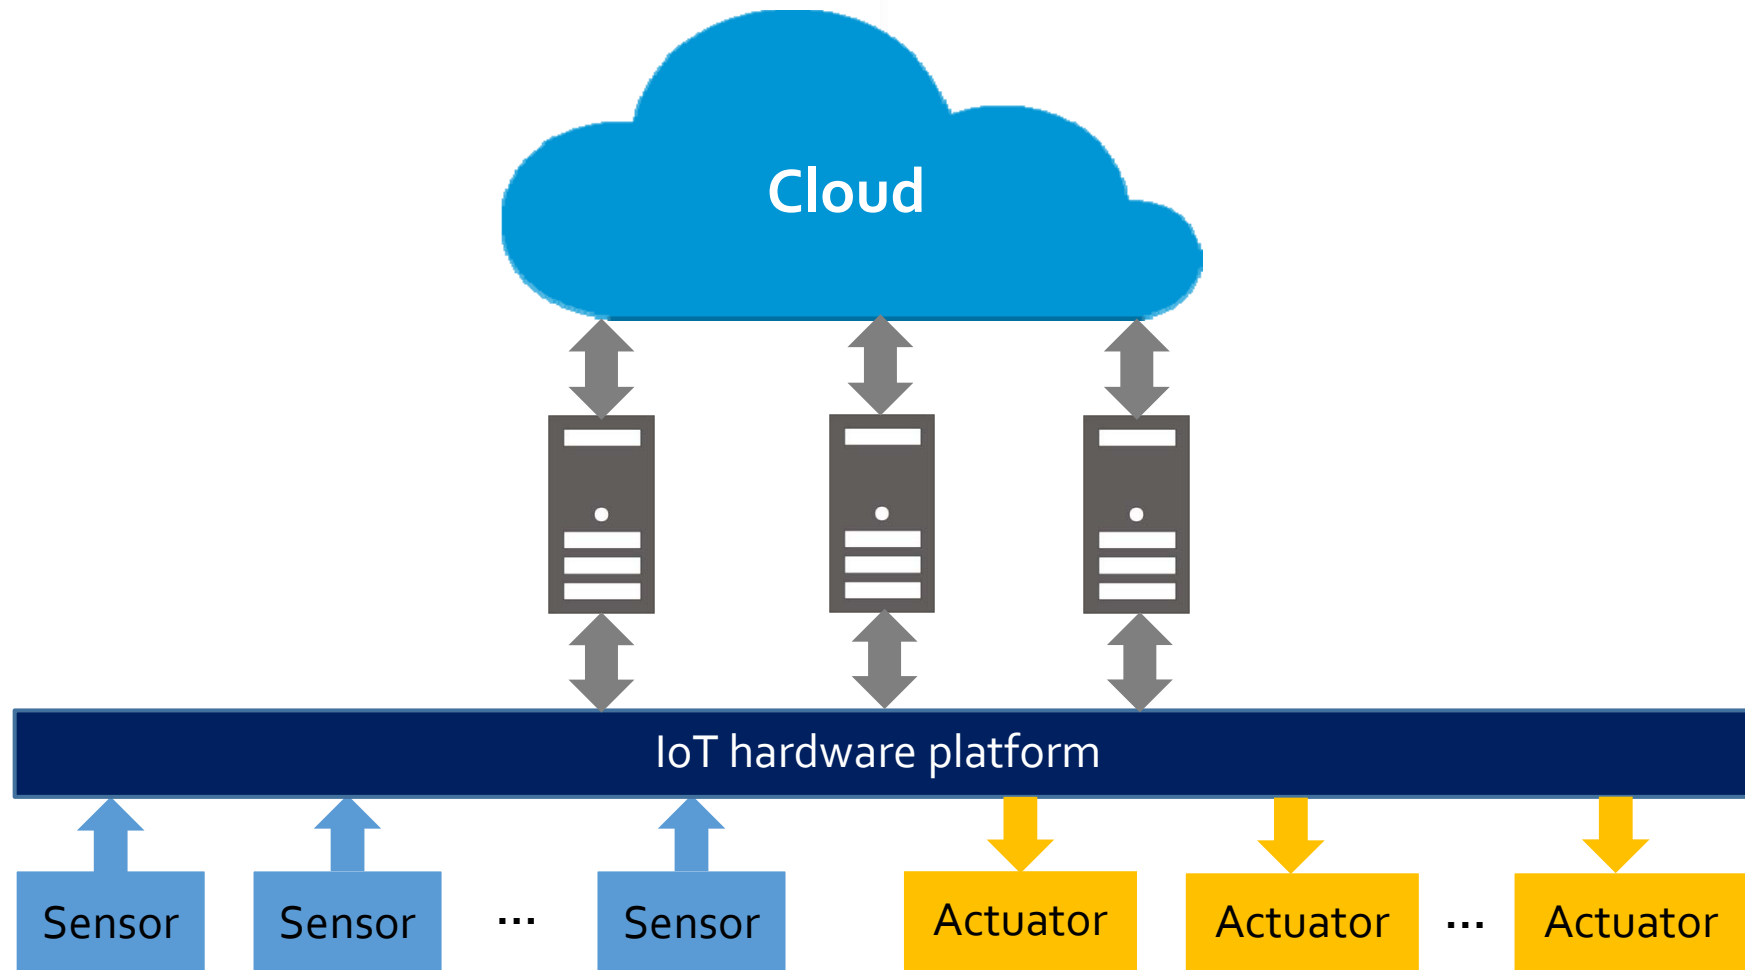 Cloud
IoT hardware platform
Sensor
Sensor
...
Sensor
Actuator
Actuator
...
Actuator